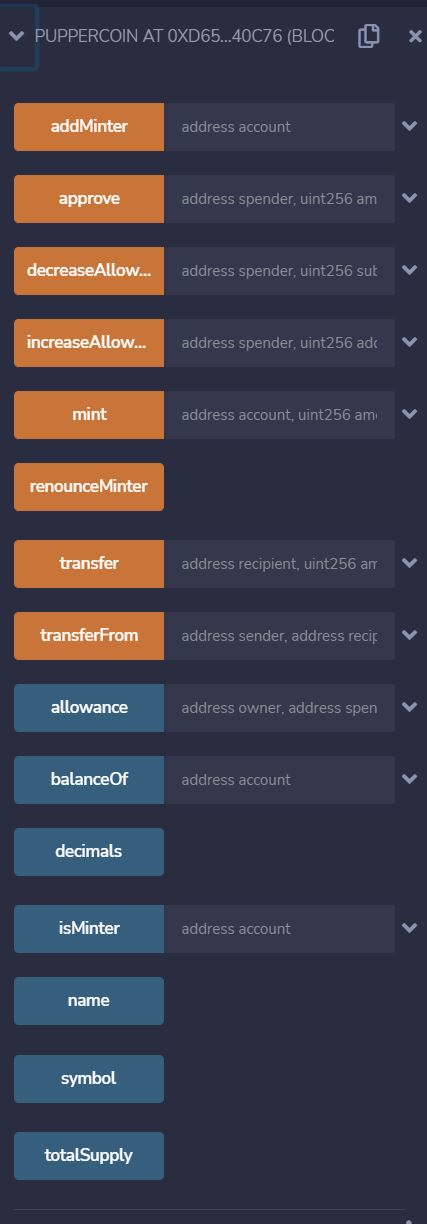 PUPPERCOIN AT 0XD65...40C76 (BLOC
addMinter address account
approve address spender, uint256 am
decreaseAllow... address spender, uint256 sub
increaseAllow... address spender, uint256 add
mint address account, uint256 amo
renounceMinter
transfer address recipient, uint256 am
transferFrom address sender, address recip
allowance address owner, address spen
balanceOf address account
decimals
isMinter address account
name
symbol
totalSupply